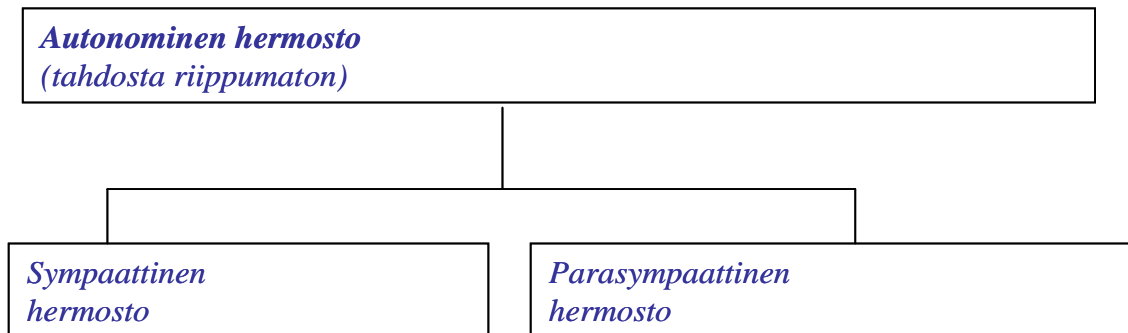 Autonominen hermosto
(tahdosta riippumaton)
Sympaattinen
hermosto
Parasympaattinen
hermosto